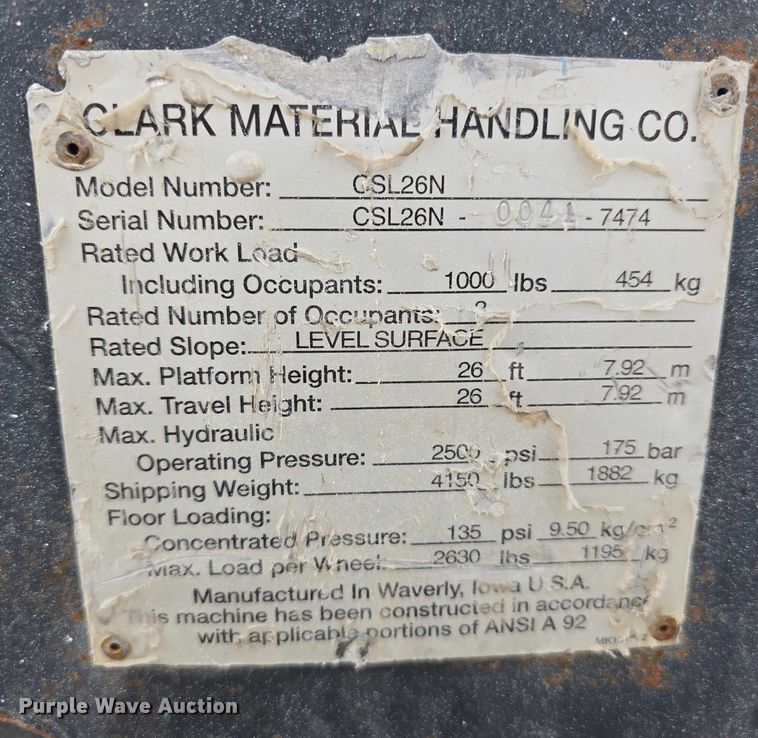 CLARK MATERIAL HANDLING CO.
Model Number: CSL26N
Serial Number: CSL26N - 0041 - 7474
Rated Work Load
Including Occupants: 1000 lbs 454 kg
Rated Number of Occupants:
Rated Slope: LEVEL SURFACE
Max. Platform Height: 26 ft 7.92 m
Max. Travel Height: 26 ft 7.92 m
Max. Hydraulic
Operating Pressure: 2500 psi 175 bar
Shipping Weight: 4150 lbs 1882 kg
Floor Loading:
Concentrated Pressure: 135 psi 9.50 kg/cm²
Max. Load per Wheel: 2630 lbs 1195 kg
Manufactured In Waverly, Iowa U.S.A.
This machine has been constructed in accordance
with applicable portions of ANSI A 92
Purple Wave Auction